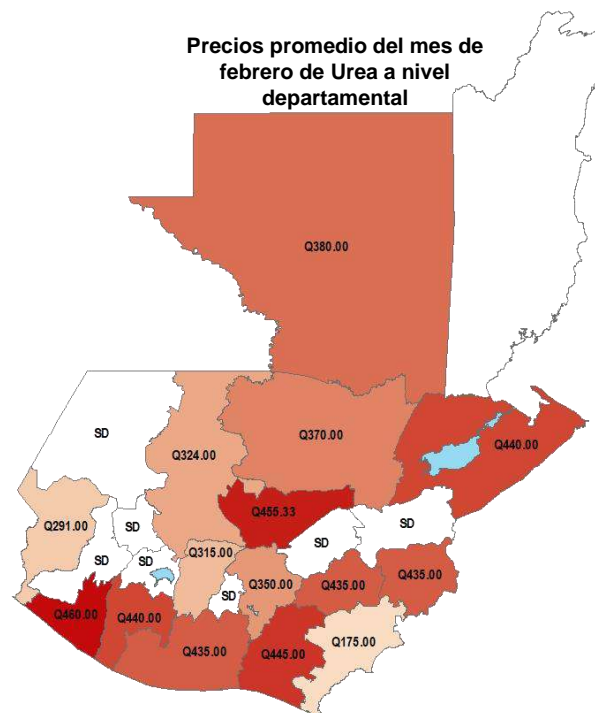 Precios promedio del mes de
febrero de Urea a nivel
departamental
Q380.00
SD
Q324.00
Q370.00
Q440.00
Q455.33
Q291.00
SD
SD
SD
Q315.00
SD
SD
Q350.00
Q435.00
Q435.00
SD
Q460.00
Q440.00
Q435.00
Q445.00
Q175.00